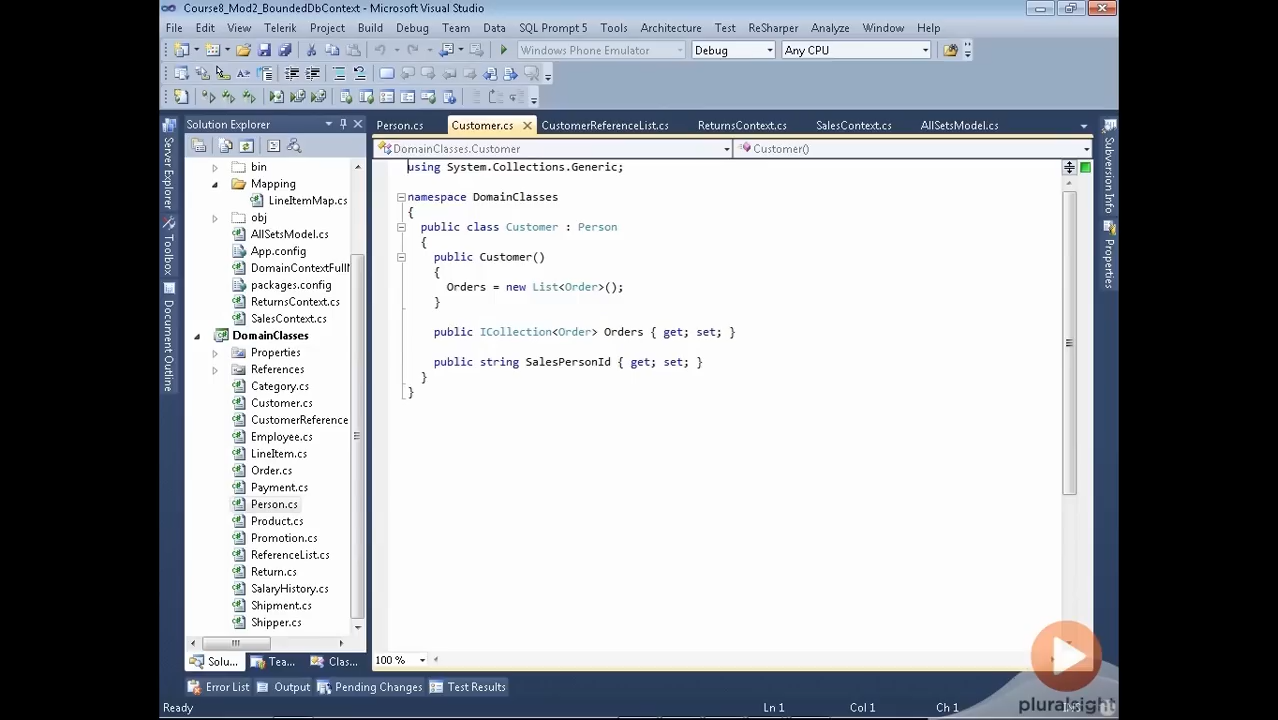 Course8_Mod2_BoundedDbContext - Microsoft Visual Studio
File Edit View Telerik Project Build Debug Team Data SQL Prompt 5 Tools Architecture Test ReSharper Analyze Window Help
Windows Phone Emulator Debug Any CPU
Solution Explorer
Person.cs Customer.cs CustomerReferenceList.cs ReturnsContext.cs SalesContext.cs AllSetsModel.cs
DomainClasses.Customer Customer()
Server Explorer
Toolbox
Document Outline
bin
Mapping
LineItemMap.cs
obj
AllSetsModel.cs
App.config
DomainContextFull
packages.config
ReturnsContext.cs
SalesContext.cs
DomainClasses
Properties
References
Category.cs
Customer.cs
CustomerReference
Employee.cs
LineItem.cs
Order.cs
Payment.cs
Person.cs
Product.cs
Promotion.cs
ReferenceList.cs
Return.cs
SalaryHistory.cs
Shipment.cs
Shipper.cs
Solu... Tea... Clas...
using System.Collections.Generic;
namespace DomainClasses
{
public class Customer : Person
{
public Customer()
{
Orders = new List<Order>();
}
public ICollection<Order> Orders { get; set; }
public string SalesPersonId { get; set; }
}
}
100 %
Subversion Info
Properties
Error List Output Pending Changes Test Results
Ready Ln 1 Col 1 Ch 1 INS
pluralsight